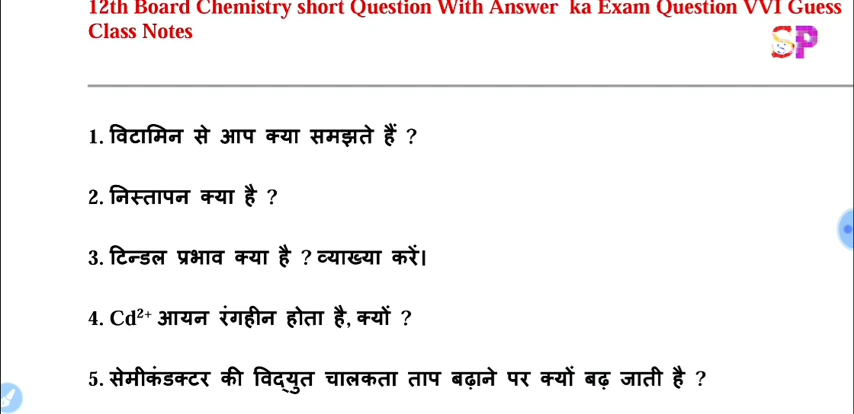 12th Board Chemistry short Question With Answer ka Exam Question VVI Guess
Class Notes
SP
1. विटामिन से आप क्या समझते हैं ?
2. निस्तापन क्या है ?
3. टिन्डल प्रभाव क्या है ? व्याख्या करें।
4. Cd²⁺ आयन रंगहीन होता है, क्यों ?
5. सेमीकंडक्टर की विद्युत चालकता ताप बढ़ाने पर क्यों बढ़ जाती है ?